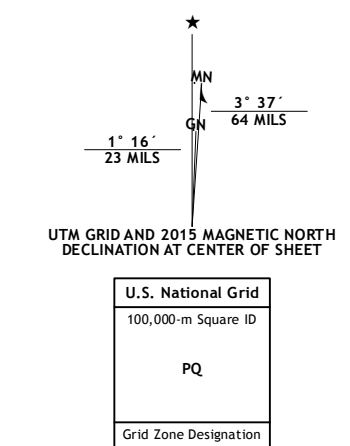 ★
MN
3° 37´
64 MILS
GN
1° 16´
23 MILS
UTM GRID AND 2015 MAGNETIC NORTH
DECLINATION AT CENTER OF SHEET
U.S. National Grid
100,000-m Square ID
PQ
Grid Zone Designation